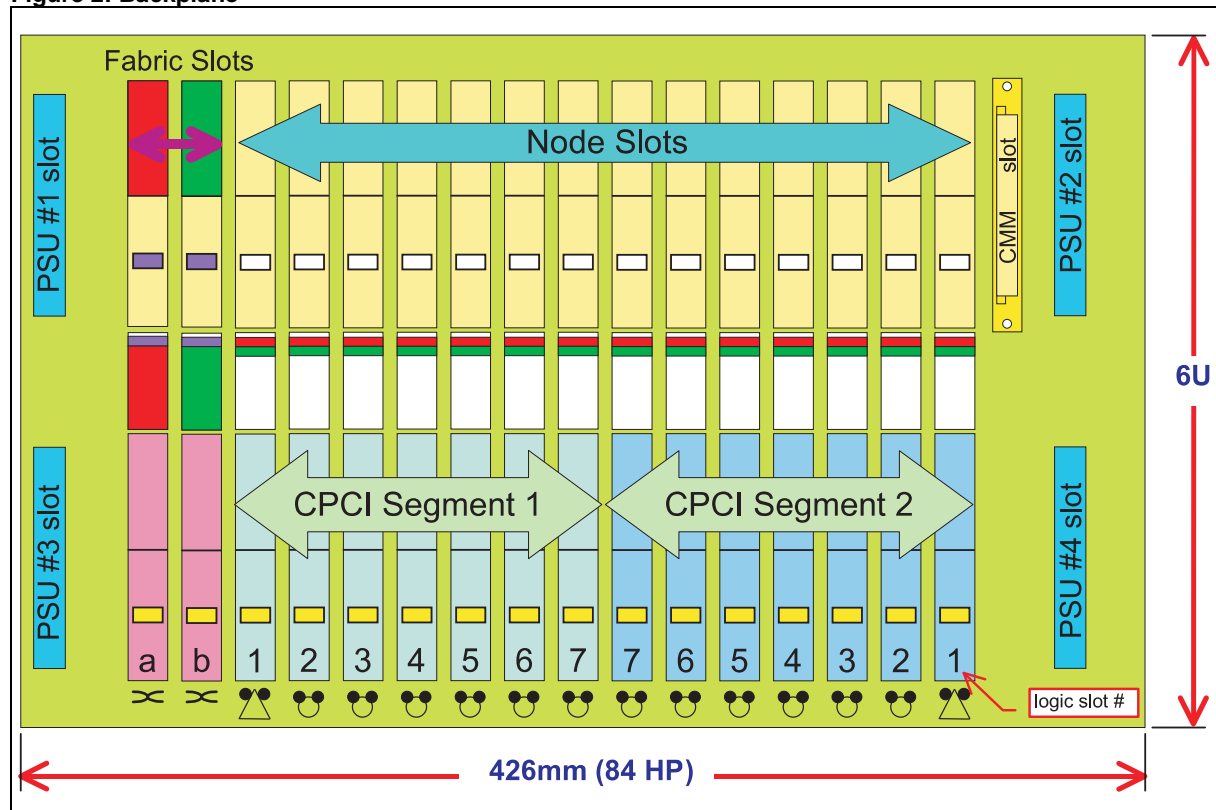 Figure 2: Backplane
Fabric Slots
Node Slots
PSU #1 slot
CMM slot
PSU #2 slot
6U
CPCI Segment 1
CPCI Segment 2
PSU #3 slot
PSU #4 slot
a b 1 2 3 4 5 6 7 7 6 5 4 3 2 1
logic slot #
426mm (84 HP)